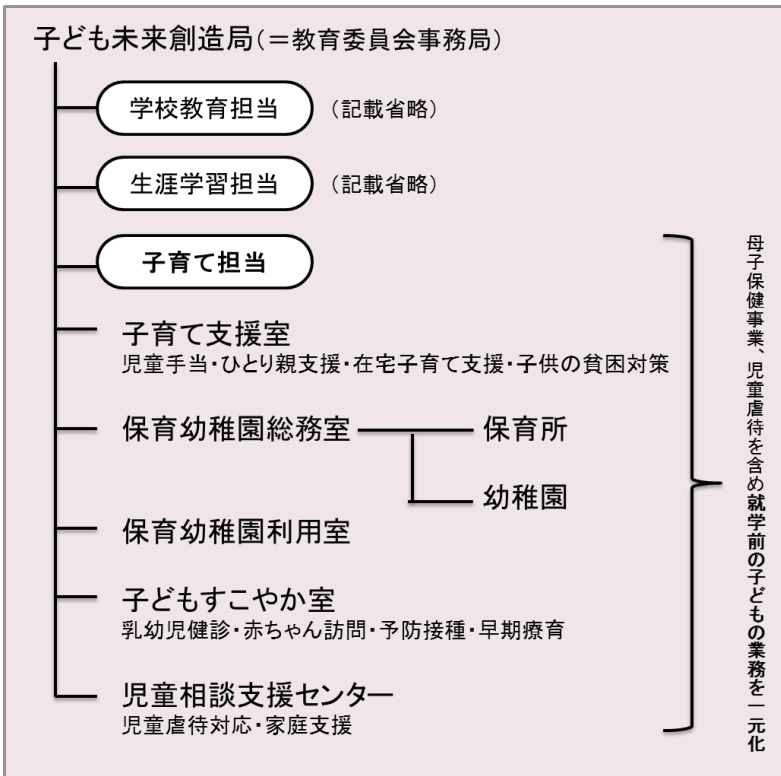 子ども未来創造局(＝教育委員会事務局)
学校教育担当 (記載省略)
生涯学習担当 (記載省略)
子育て担当
子育て支援室
児童手当・ひとり親支援・在宅子育て支援・子供の貧困対策
保育幼稚園総務室
保育所
幼稚園
保育幼稚園利用室
子どもすこやか室
乳幼児健診・赤ちゃん訪問・予防接種・早期療育
児童相談支援センター
児童虐待対応・家庭支援
母子保健事業、児童虐待を含め就学前の子どもの業務を一元化